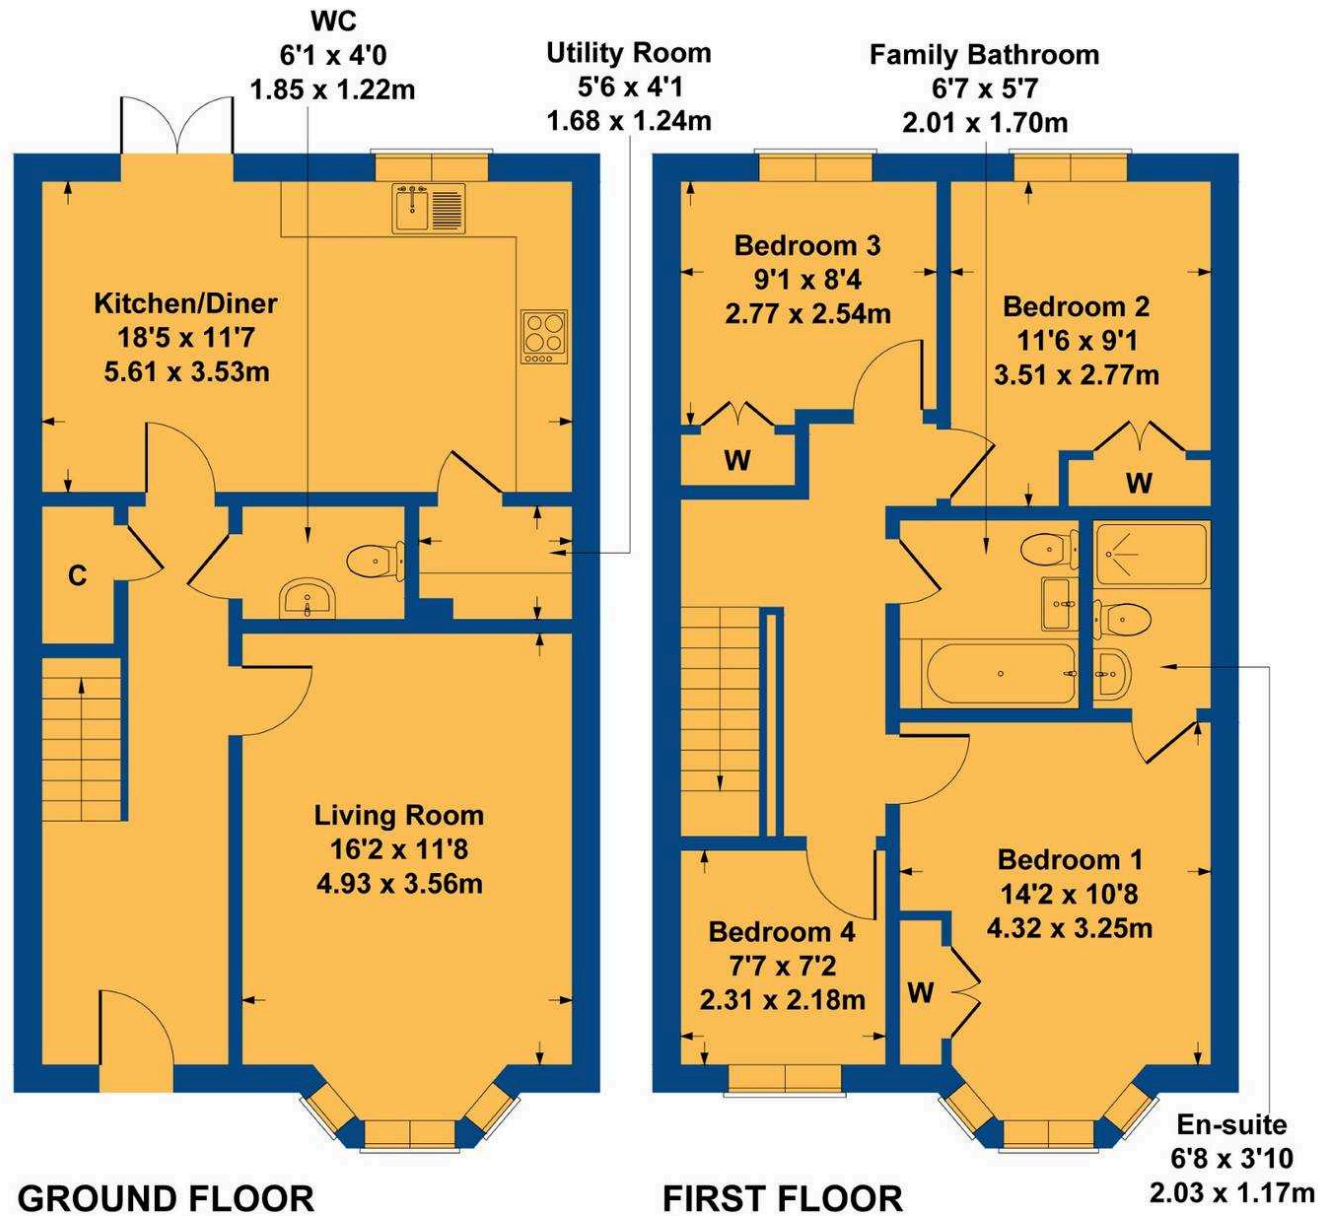 WC
6'1 x 4'0
1.85 x 1.22m
Utility Room
5'6 x 4'1
1.68 x 1.24m
Family Bathroom
6'7 x 5'7
2.01 x 1.70m
Kitchen/Diner
18'5 x 11'7
5.61 x 3.53m
C
Living Room
16'2 x 11'8
4.93 x 3.56m
GROUND FLOOR
Bedroom 3
9'1 x 8'4
2.77 x 2.54m
W
Bedroom 2
11'6 x 9'1
3.51 x 2.77m
W
Bedroom 1
14'2 x 10'8
4.32 x 3.25m
W
Bedroom 4
7'7 x 7'2
2.31 x 2.18m
En-suite
6'8 x 3'10
2.03 x 1.17m
FIRST FLOOR